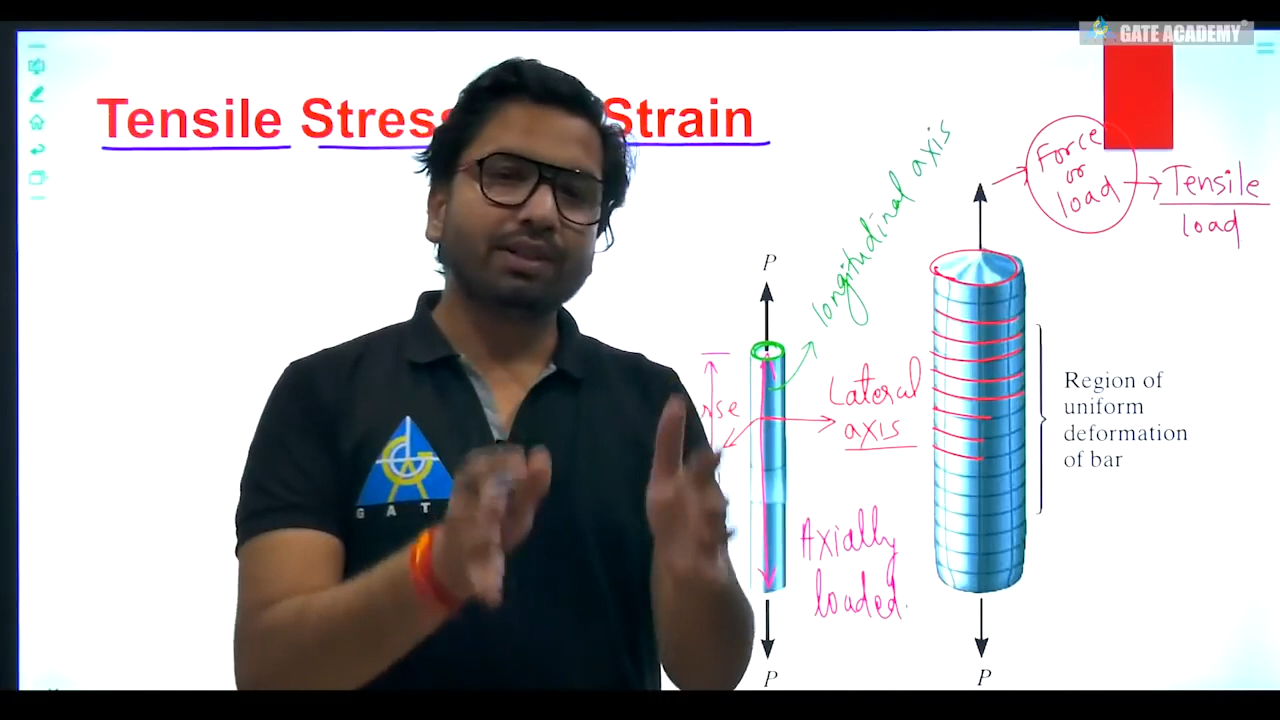 GATE ACADEMY
Tensile Stress Strain
Force
or
load
Tensile
load
longitudinal axis
P
Lateral
axis
Region of
uniform
deformation
of bar
Axially
loaded.
P
P